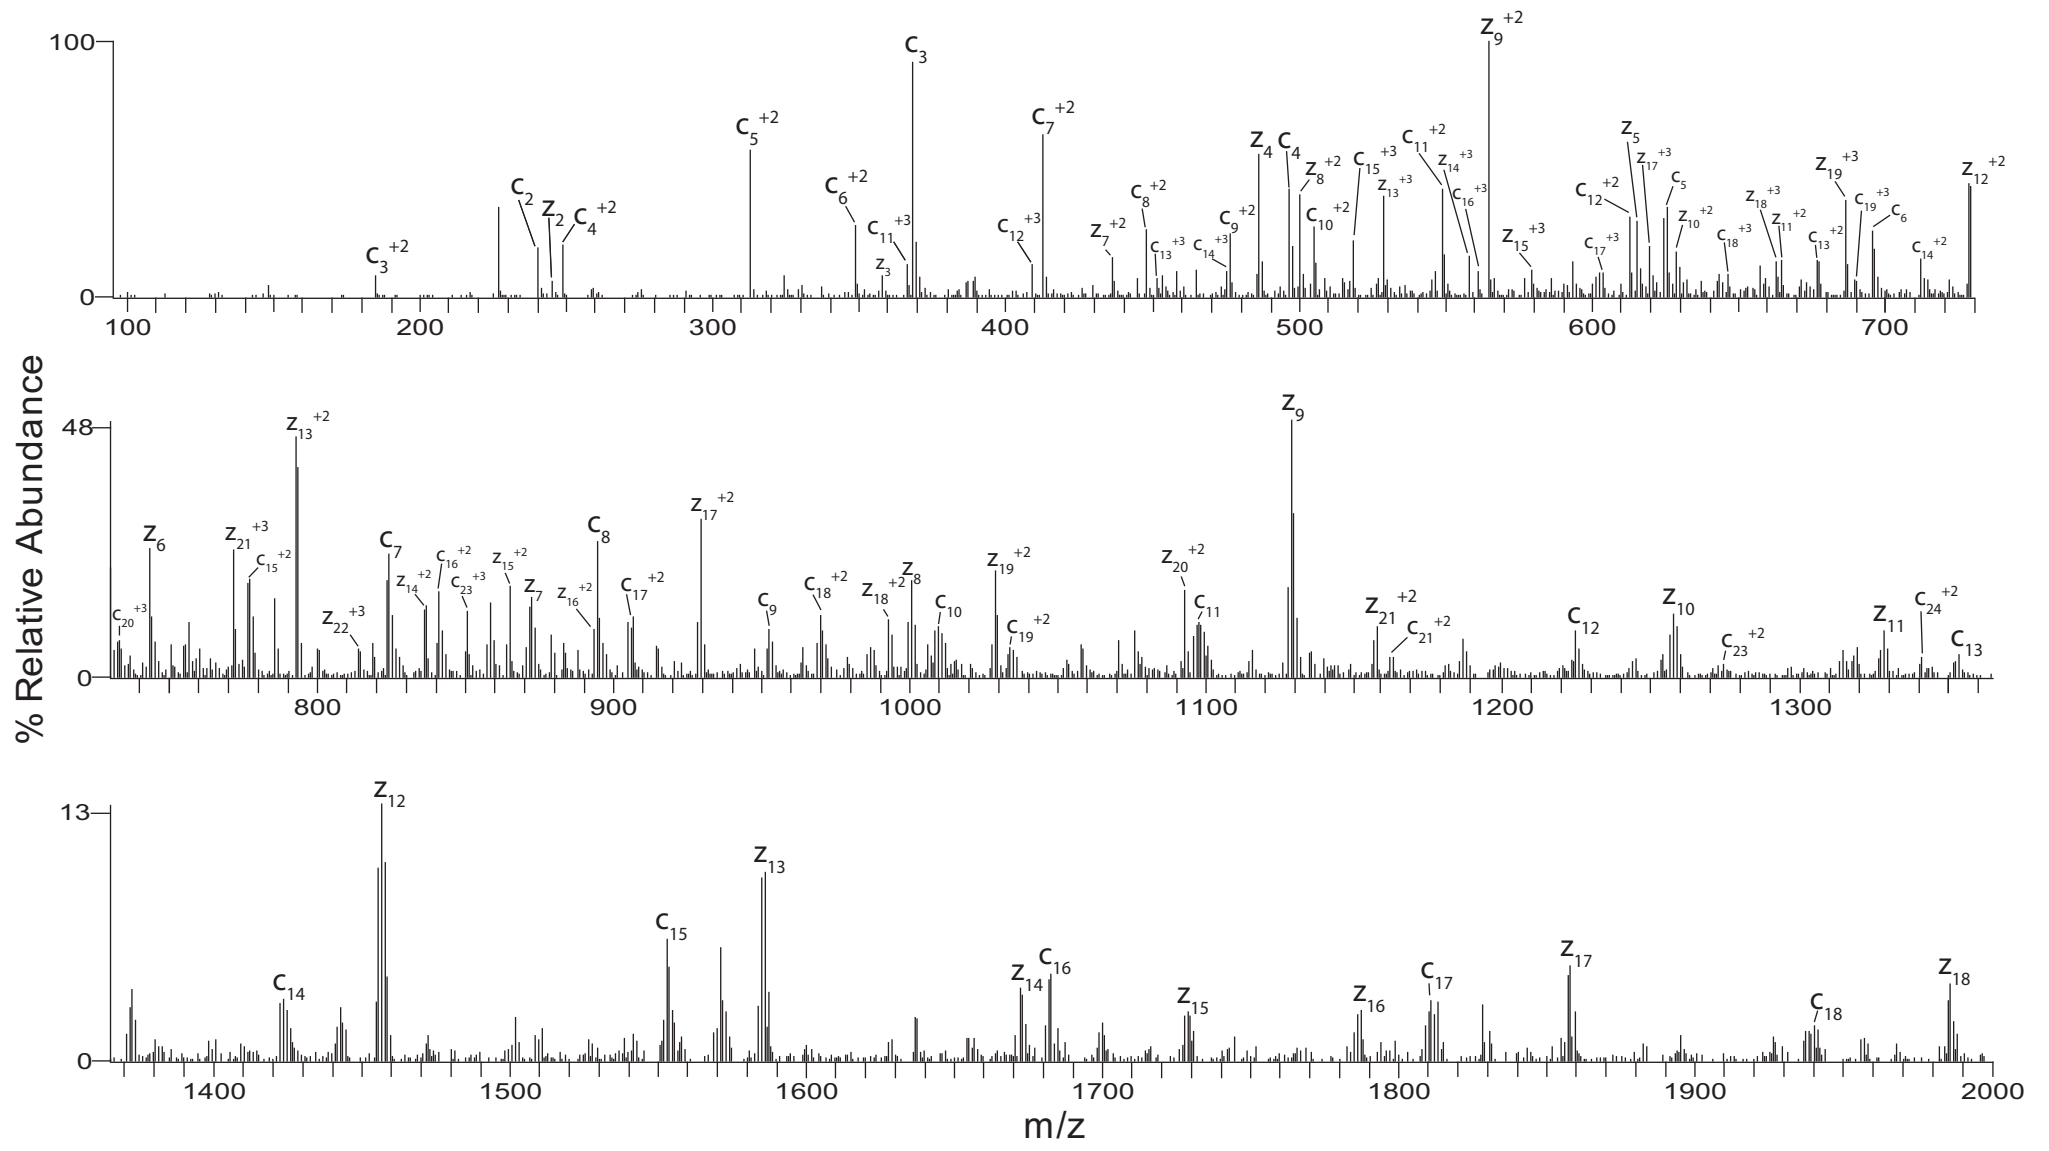 100
c3 +2
c2
z2
c4 +2
c5 +2
c6 +2
c11 +3
z3
c3
c12 +3
c7 +2
z7 +2
c8 +2
c13 +3
c14 +3
c9 +2
z4
c4
z8 +2
c10 +2
c15 +3
z13 +3
c11 +2
z14 +3
c16 +3
z9 +2
z15 +3
c12 +2
c17 +3
z5
z17 +3
c5
z10 +2
c18 +3
z18 +3
z11 +2
c13 +2
z19 +3
c19 +3
c6
c14 +2
z12 +2
0
100 200 300 400 500 600 700
% Relative Abundance
48
c20 +3
z6
z21 +3
c15 +2
z13 +2
z22 +3
c7
z14 +2
c16 +2
c23 +3
z15 +2
z7
z16 +2
c8
c17 +2
z17 +2
c9
c18 +2
z18 +2
z8
c10
z19 +2
c19 +2
z20 +2
c11
z9
z21 +2
c21 +2
c12
z10
c23 +2
z11
c24 +2
c13
0
800 900 1000 1100 1200 1300
13
c14
z12
c15
z13
z14
c16
z15
z16
c17
z17
c18
z18
0
1400 1500 1600 1700 1800 1900 2000
m/z